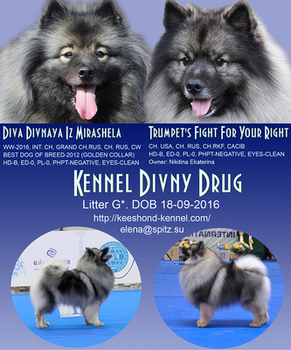 Diva Divnaya Iz Mirashela
WW-2016, INT. CH, GRAND CH.RUS, CH. RUS, CW
BEST DOG OF BREED-2012 (GOLDEN COLLAR)
HD-B, ED-0, PL-0, PHPT-NEGATIVE, EYES-CLEAN
Trumpet's Fight For Your Right
CH. USA, CH. RUS, CH.RKF, CACIB
HD-B, ED-0, PL-0, PHPT-NEGATIVE, EYES-CLEAN
Owner: Nikitina Ekaterina
Kennel Divny Drug
Litter G*. DOB 18-09-2016
http://keeshond-kennel.com/
elena@spitz.su